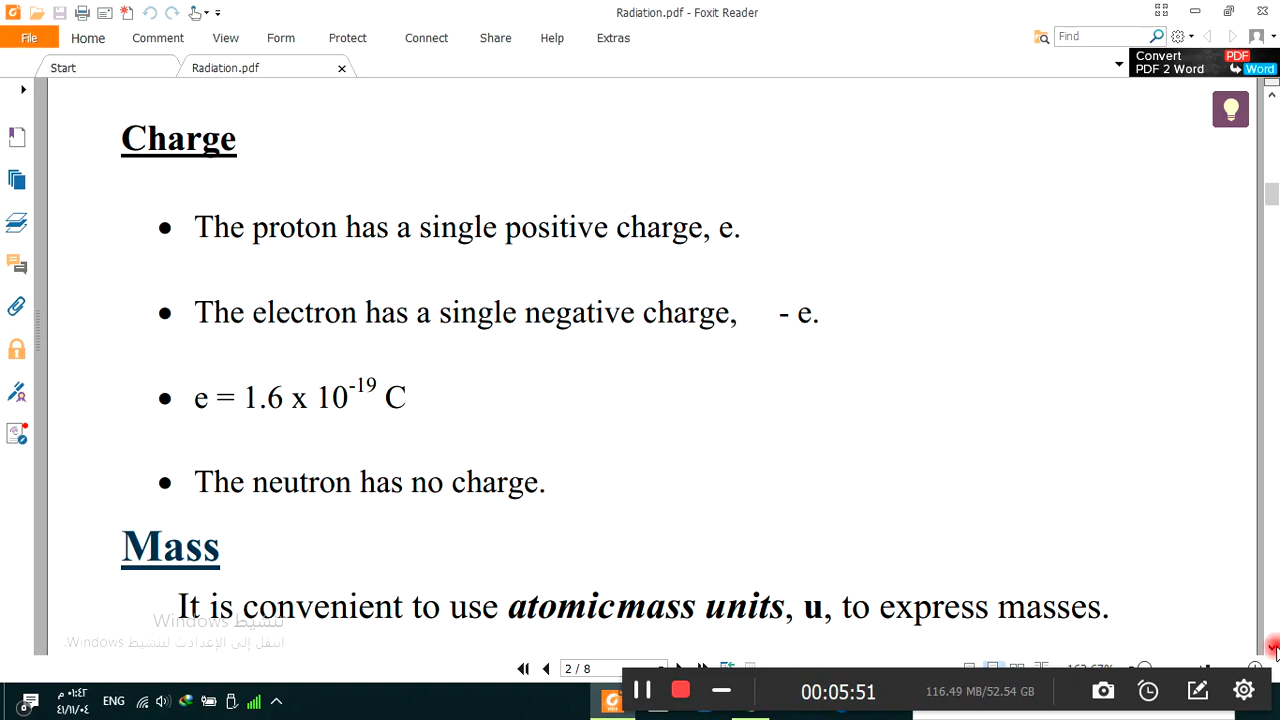 Radiation.pdf - Foxit Reader
File Home Comment View Form Protect Connect Share Help Extras
Find
Start
Radiation.pdf
Convert PDF
PDF 2 Word Word
Charge
• The proton has a single positive charge, e.
• The electron has a single negative charge, - e.
• e = 1.6 x 10⁻¹⁹ C
• The neutron has no charge.
Mass
It is convenient to use atomicmass units, u, to express masses.
تنشيط Windows
انتقل إلى الإعدادات لتنشيط Windows.
2 / 8
ENG
00:05:51
116.49 MB/52.54 GB